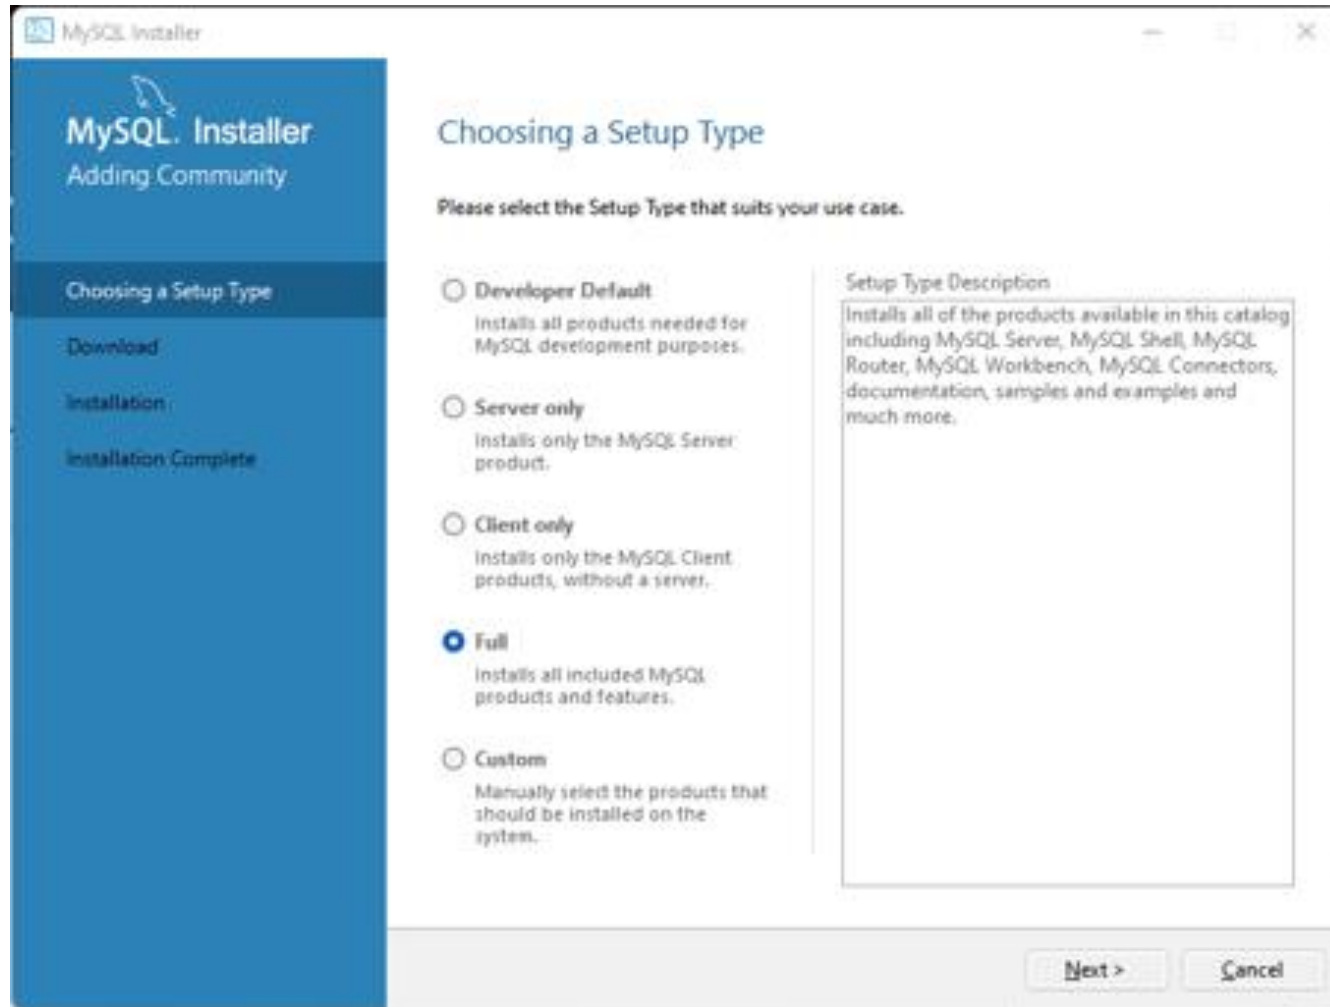 MySQL Installer
MySQL. Installer
Adding Community
Choosing a Setup Type
Download
Installation
Installation Complete
Choosing a Setup Type
Please select the Setup Type that suits your use case.
Developer Default
Installs all products needed for
MySQL development purposes.
Server only
Installs only the MySQL Server
product.
Client only
Installs only the MySQL Client
products, without a server.
Full
Installs all included MySQL
products and features.
Custom
Manually select the products that
should be installed on the
system.
Setup Type Description
Installs all of the products available in this catalog
including MySQL Server, MySQL Shell, MySQL
Router, MySQL Workbench, MySQL Connectors,
documentation, samples and examples and
much more.
Next >
Cancel